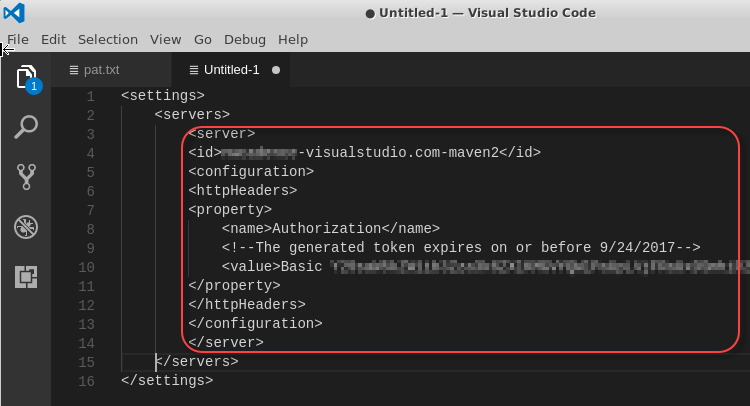 ● Untitled-1 — Visual Studio Code
File Edit Selection View Go Debug Help
pat.txt Untitled-1 ●
1
1 <settings>
2 <servers>
3 <server>
4 <id> -visualstudio.com-maven2</id>
5 <configuration>
6 <httpHeaders>
7 <property>
8 <name>Authorization</name>
9 <!--The generated token expires on or before 9/24/2017-->
10 <value>Basic
11 </property>
12 </httpHeaders>
13 </configuration>
14 </server>
15 </servers>
16 </settings>